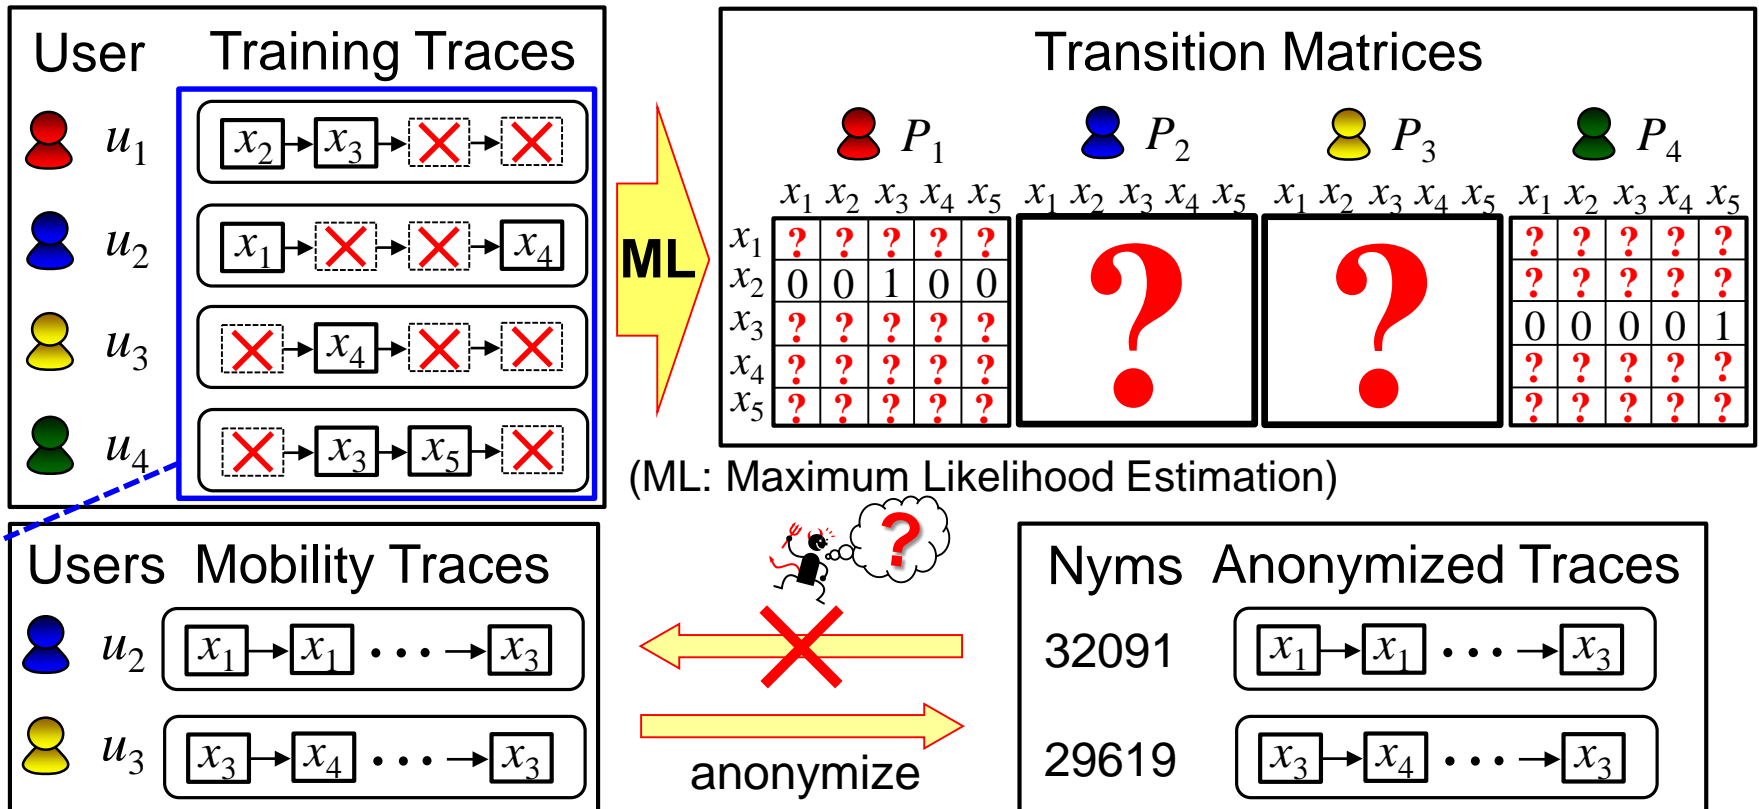 User Training Traces
u1 x2 x3
u2 x1 x4
u3 x4
u4 x3 x5
ML
Transition Matrices
P1 P2 P3 P4
x1 x2 x3 x4 x5 x1 x2 x3 x4 x5 x1 x2 x3 x4 x5 x1 x2 x3 x4 x5
x1 ? ? ? ? ? ? ? ? ? ?
x2 0 0 1 0 0 ? ? ? ? ?
x3 ? ? ? ? ? ? ? 0 0 0 0 1
x4 ? ? ? ? ? ? ? ? ? ?
x5 ? ? ? ? ? ? ? ? ? ?
(ML: Maximum Likelihood Estimation)
?
Users Mobility Traces
u2 x1 x1 • • • x3
u3 x3 x4 • • • x3
anonymize
Nyms Anonymized Traces
32091 x1 x1 • • • x3
29619 x3 x4 • • • x3